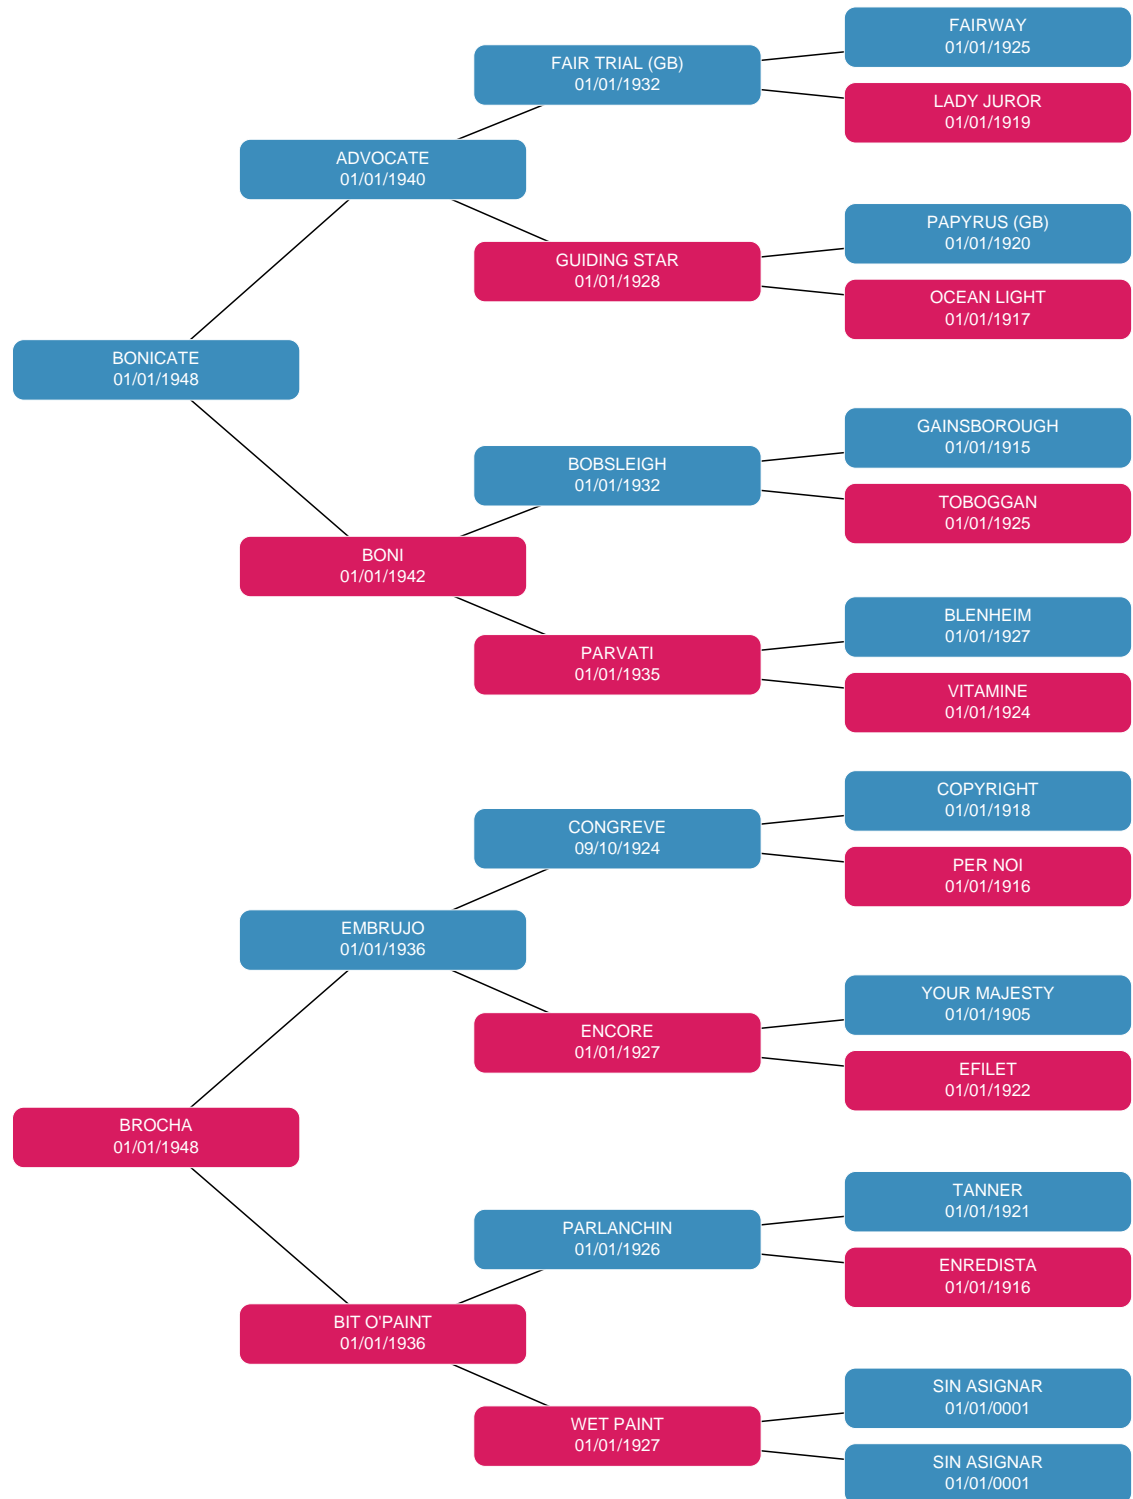 FAIRWAY
01/01/1925
FAIR TRIAL (GB)
01/01/1932
LADY JUROR
01/01/1919
ADVOCATE
01/01/1940
PAPYRUS (GB)
01/01/1920
GUIDING STAR
01/01/1928
OCEAN LIGHT
01/01/1917
BONICATE
01/01/1948
GAINSBOROUGH
01/01/1915
BOBSLEIGH
01/01/1932
TOBOGGAN
01/01/1925
BONI
01/01/1942
BLENHEIM
01/01/1927
PARVATI
01/01/1935
VITAMINE
01/01/1924
COPYRIGHT
01/01/1918
CONGREVE
09/10/1924
PER NOI
01/01/1916
EMBRUJO
01/01/1936
YOUR MAJESTY
01/01/1905
ENCORE
01/01/1927
EFILET
01/01/1922
BROCHA
01/01/1948
TANNER
01/01/1921
PARLANCHIN
01/01/1926
ENREDISTA
01/01/1916
BIT O'PAINT
01/01/1936
SIN ASIGNAR
01/01/0001
WET PAINT
01/01/1927
SIN ASIGNAR
01/01/0001